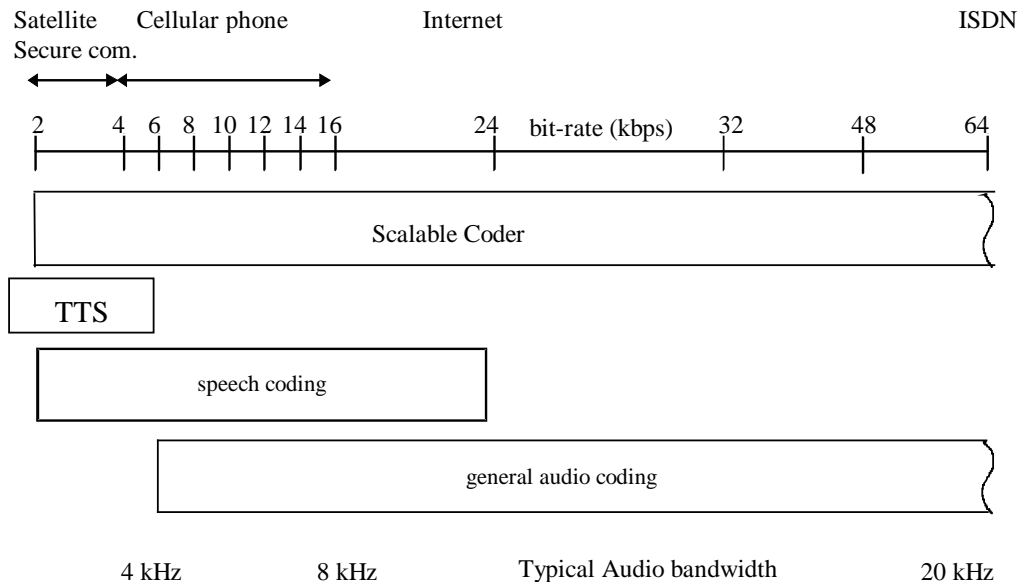 Satellite Cellular phone Internet ISDN
Secure com.
2 4 6 8 10 12 14 16 24 bit-rate (kbps) 32 48 64
Scalable Coder
TTS
speech coding
general audio coding
4 kHz 8 kHz Typical Audio bandwidth 20 kHz